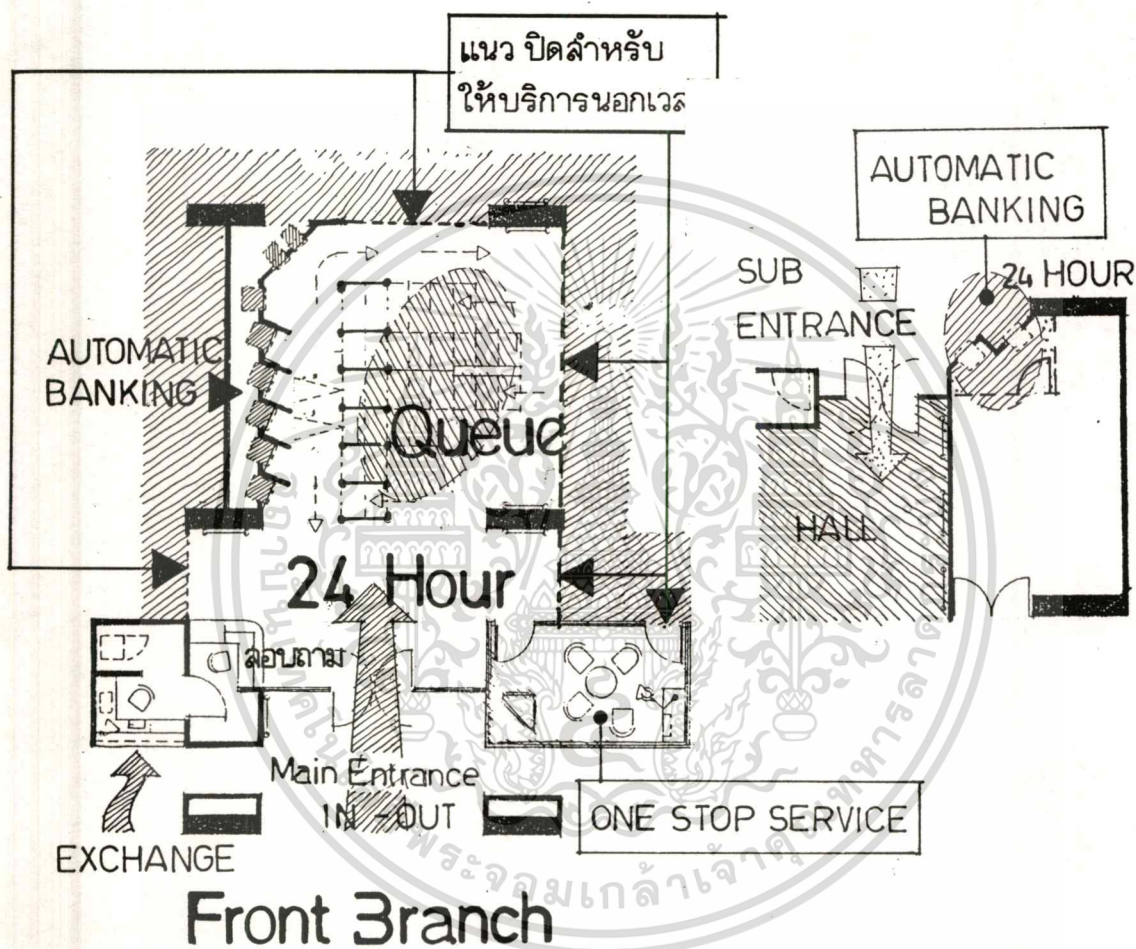 แนว ปิดสำหรับ
ให้บริการนอกเวล
AUTOMATIC
BANKING
SUB
ENTRANCE
24 HOUR
AUTOMATIC
BANKING
Queue
HALL
24 Hour
สอบถาม
Main Entrance
IN - OUT
ONE STOP SERVICE
EXCHANGE
Front Branch